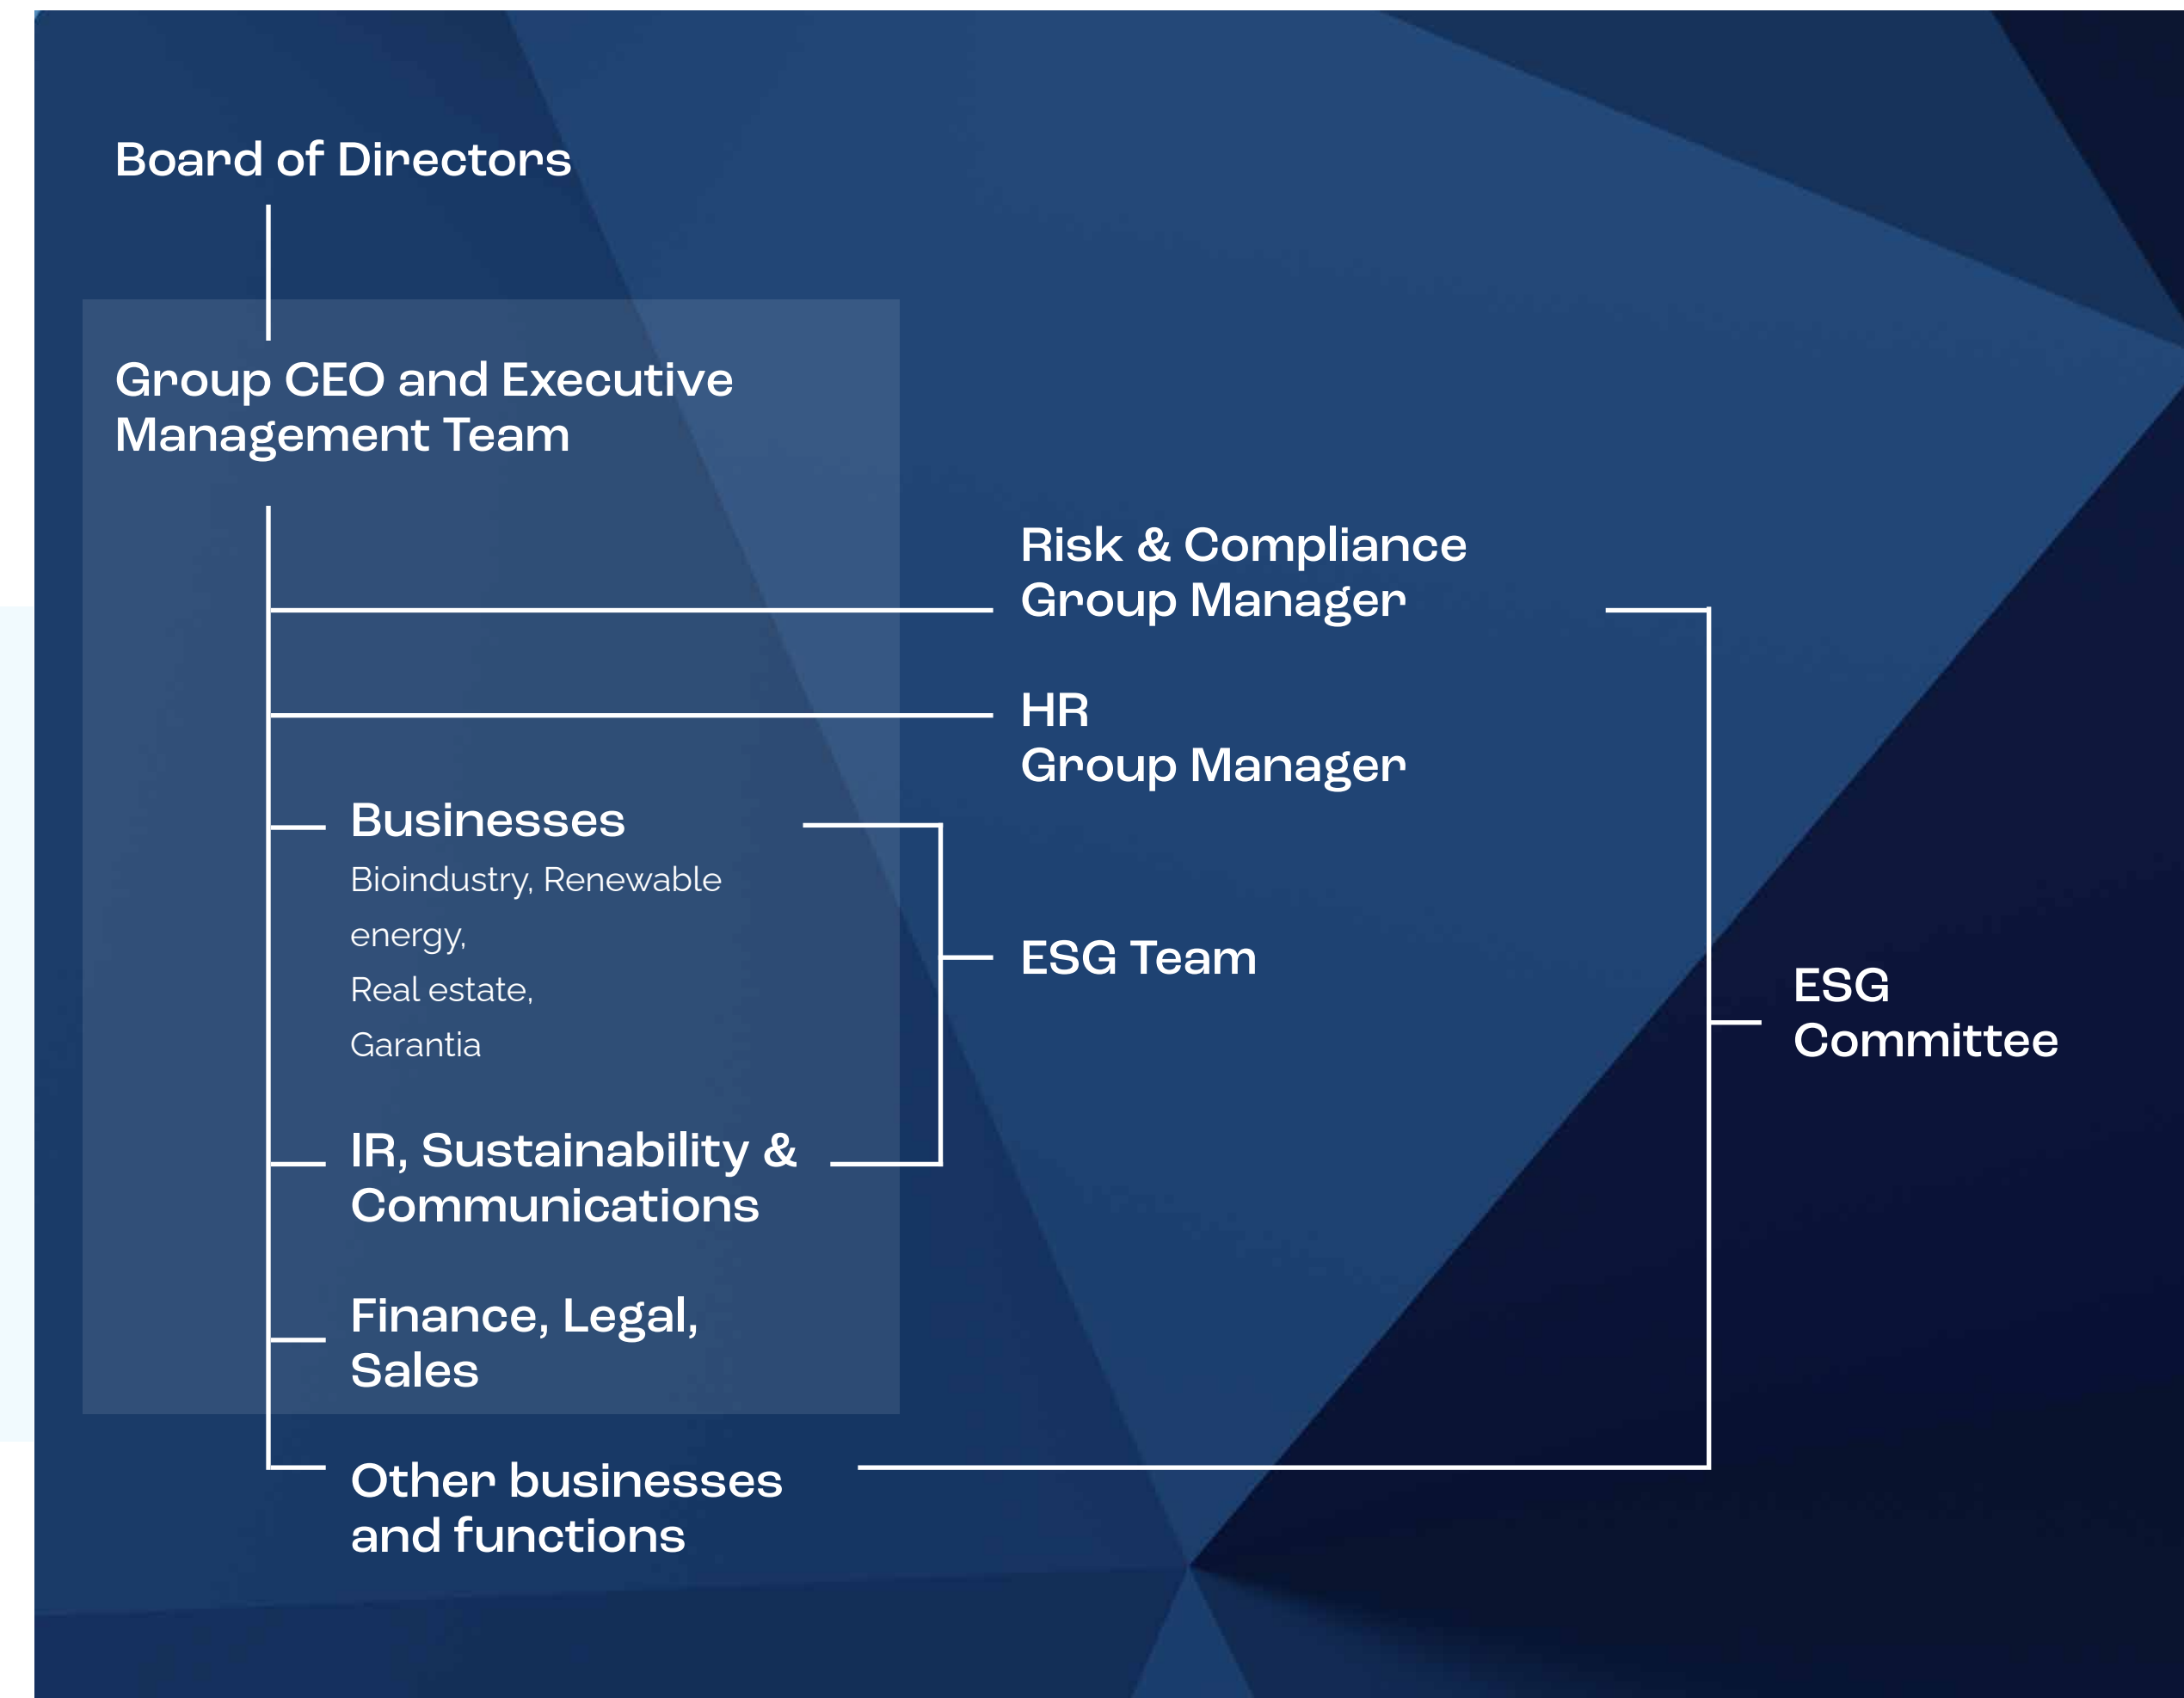 Board of Directors
Group CEO and Executive
Management Team
Risk & Compliance
Group Manager
HR
Group Manager
Businesses
Bioindustry, Renewable
energy,
Real estate,
Garantia
ESG Team
ESG
Committee
IR, Sustainability &
Communications
Finance, Legal,
Sales
Other businesses
and functions